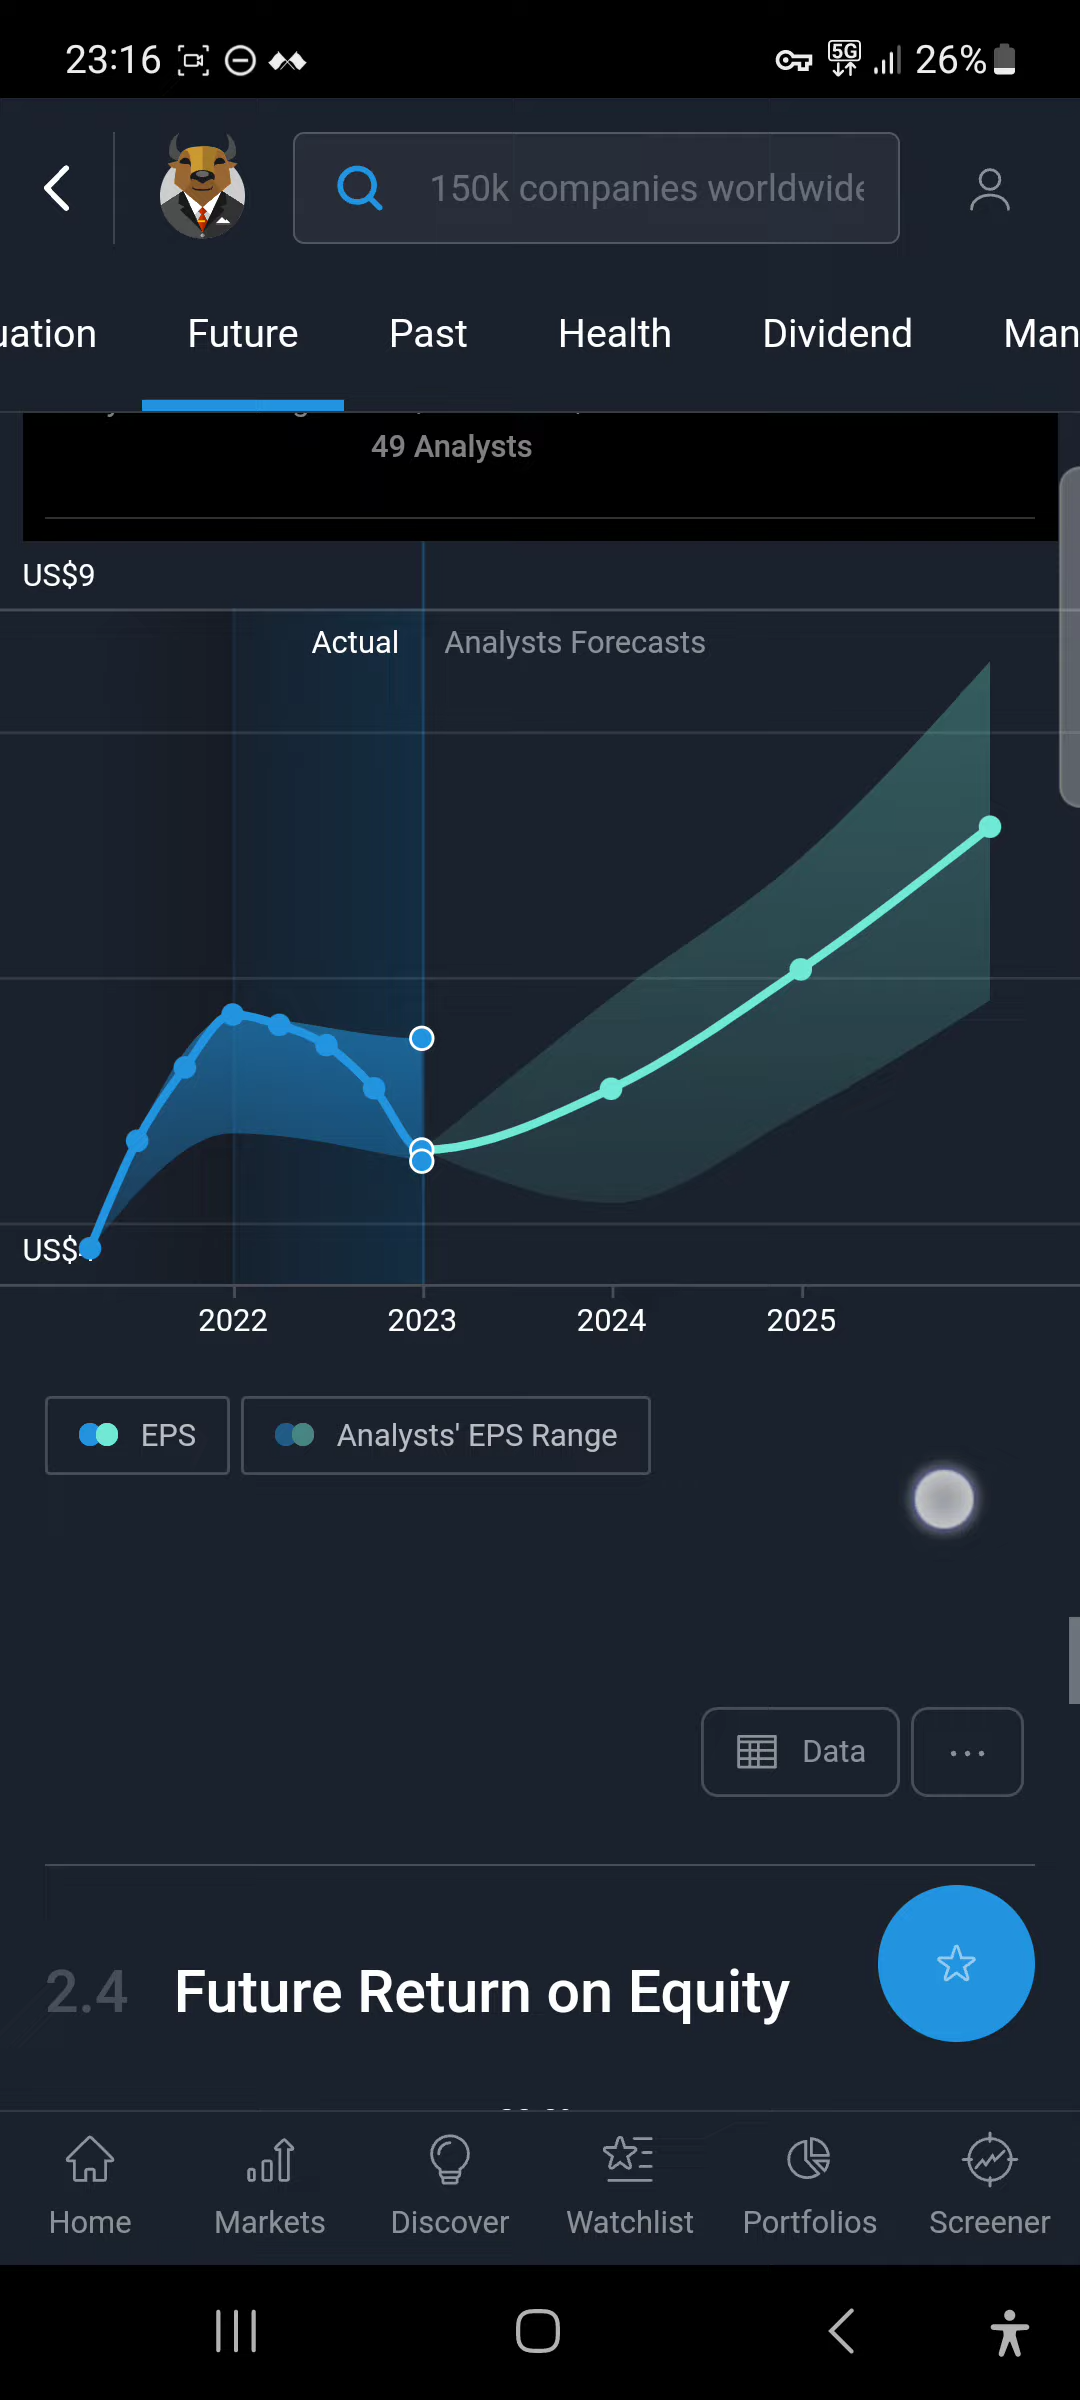 23:16 5G 26%
150k companies worldwide
uation Future Past Health Dividend Man
49 Analysts
US$9
Actual Analysts Forecasts
US$
2022 2023 2024 2025
EPS Analysts' EPS Range
Data
2.4 Future Return on Equity
Home Markets Discover Watchlist Portfolios Screener